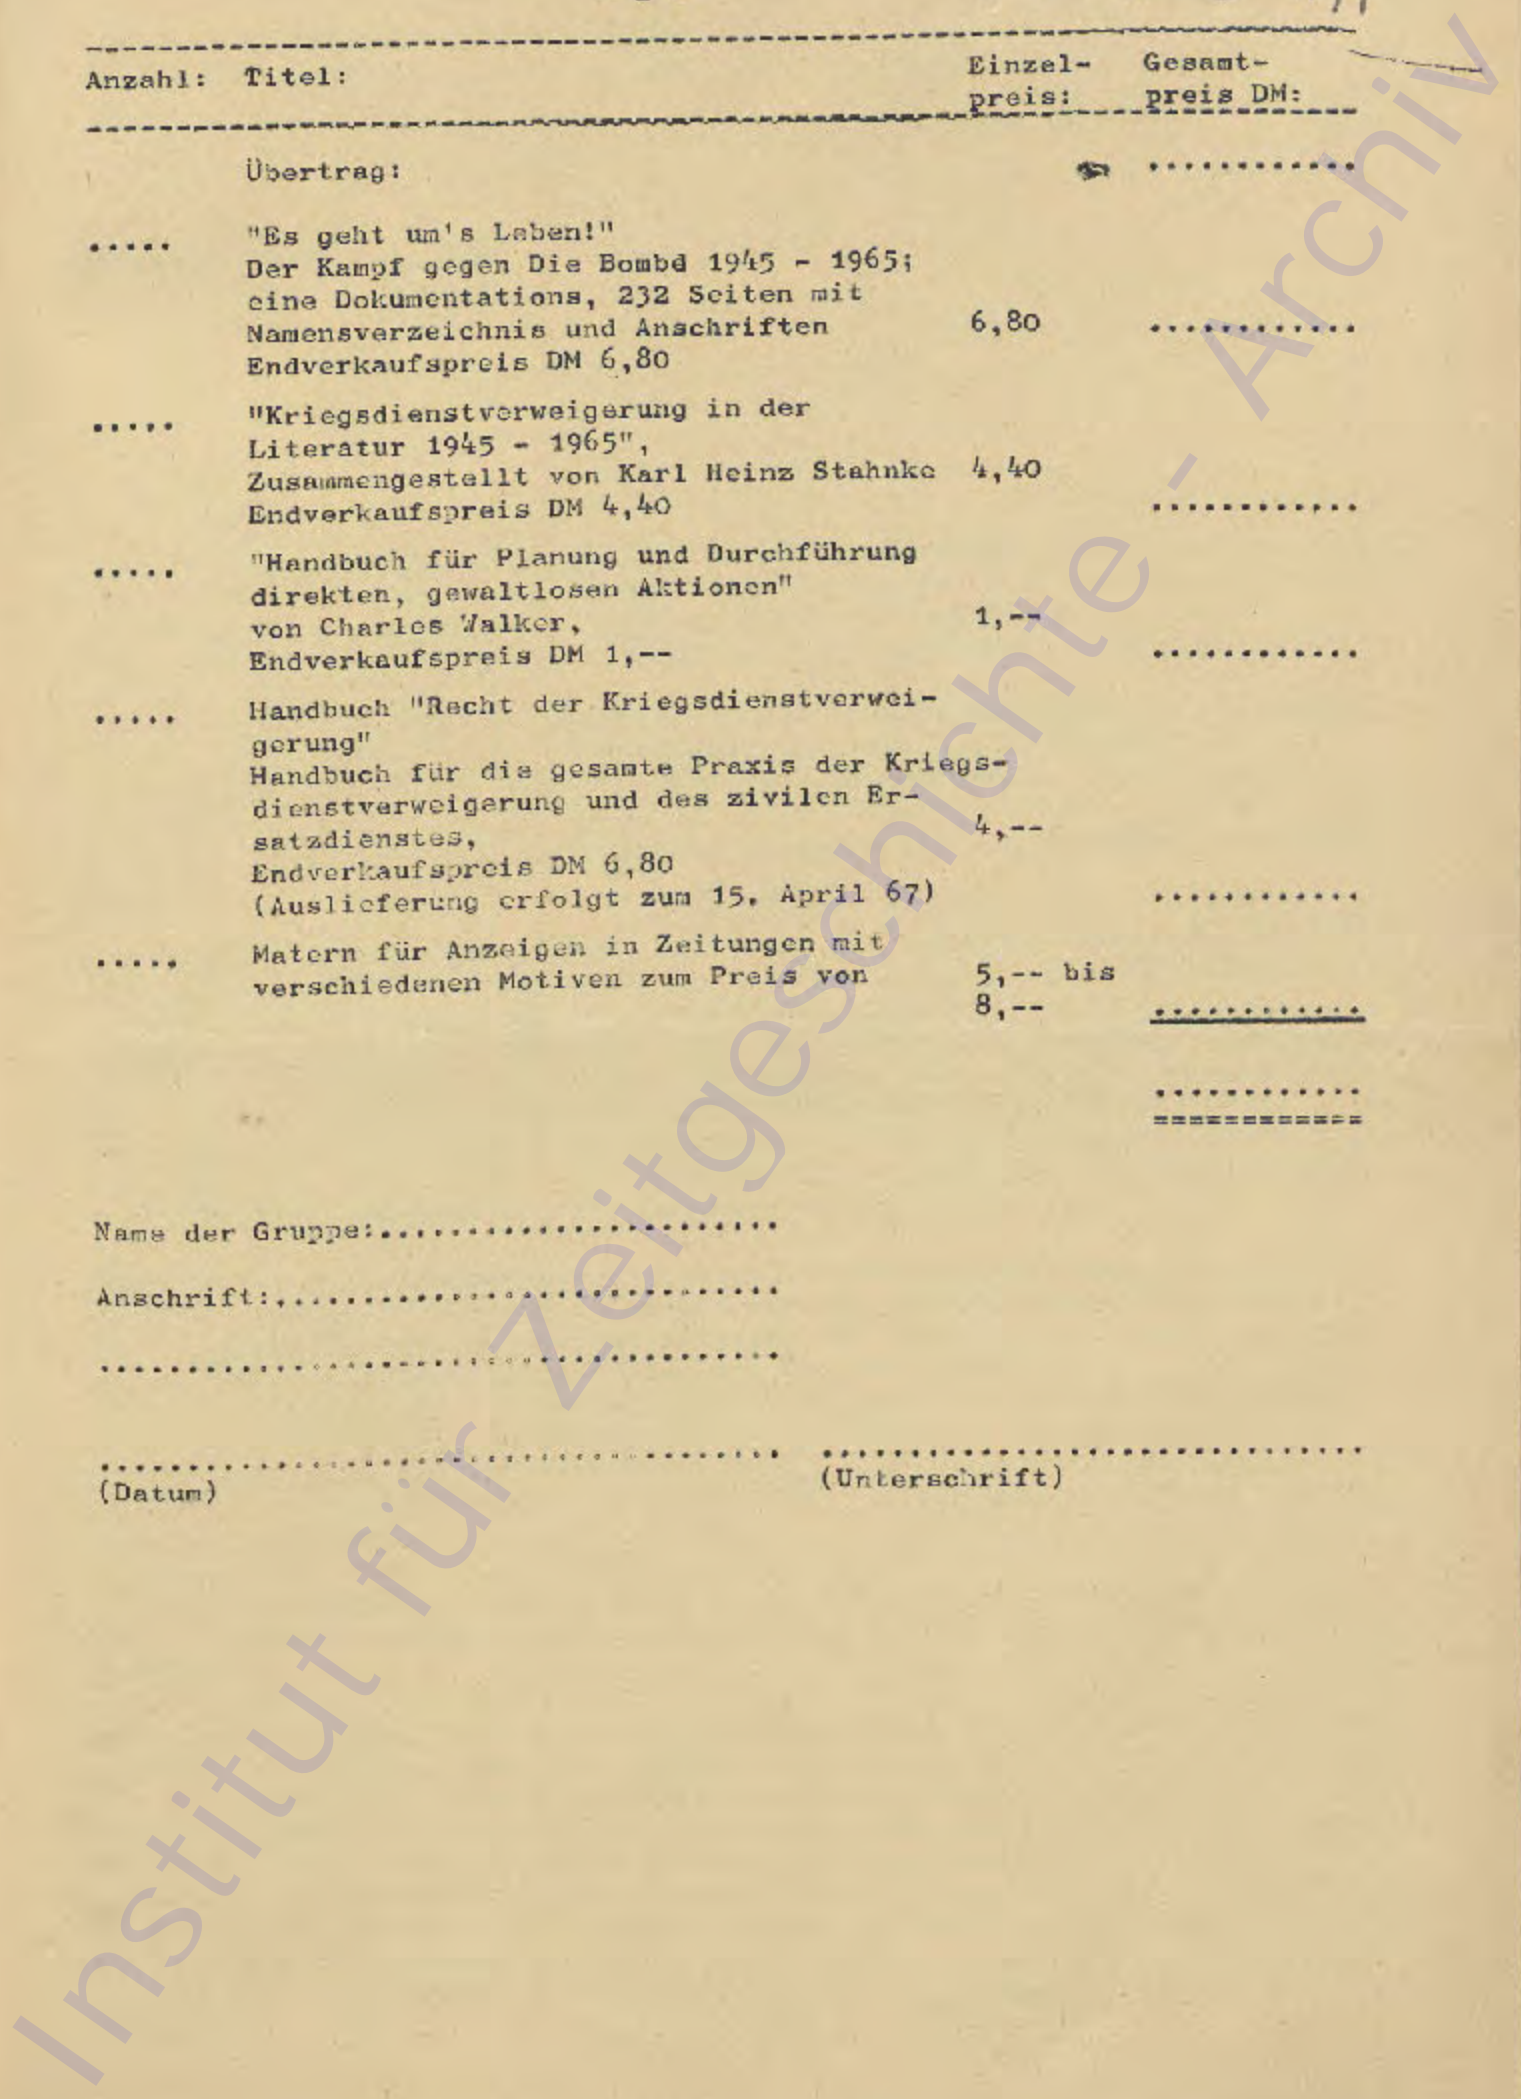 Anzahl: Titel: Einzel- Gesamt-
preis: preis DM:
Übertrag: ............
..... "Es geht um's Leben!"
Der Kampf gegen Die Bombd 1945 - 1965;
eine Dokumentations, 232 Seiten mit
Namensverzeichnis und Anschriften 6,80 ............
Endverkaufspreis DM 6,80
..... "Kriegsdienstverweigerung in der
Literatur 1945 - 1965",
Zusammengestellt von Karl Heinz Stahnke 4,40
Endverkaufspreis DM 4,40 ............
..... "Handbuch für Planung und Durchführung
direkten, gewaltlosen Aktionen"
von Charles Walker, 1,--
Endverkaufspreis DM 1,-- ............
..... Handbuch "Recht der Kriegsdienstverwei-
gerung"
Handbuch für die gesamte Praxis der Kriegs-
dienstverweigerung und des zivilen Er-
satzdienstes, 4,--
Endverkaufspreis DM 6,80
(Auslieferung erfolgt zum 15. April 67) ............
..... Matern für Anzeigen in Zeitungen mit
verschiedenen Motiven zum Preis von 5,-- bis
8,-- ............
............
============
Name der Gruppe:.......................
Anschrift:.............................
.......................................
....................................... ...............................
(Datum) (Unterschrift)
Institut für Zeitgeschichte - Archiv